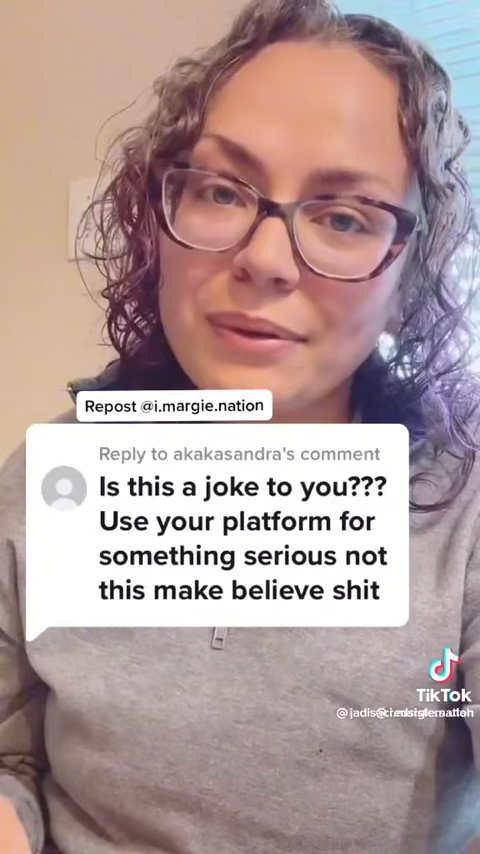 Repost @i.margie.nation
Reply to akakasandra's comment
Is this a joke to you???
Use your platform for
something serious not
this make believe shit
TikTok